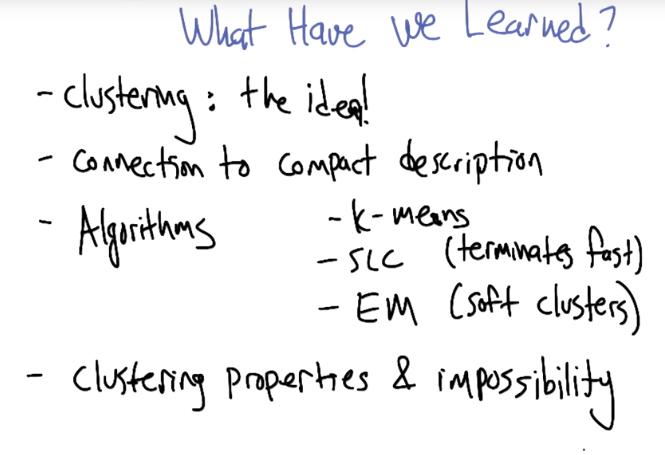 What Have We Learned?
- clustering: the idea!
- connection to compact description
- Algorithms - k-means
- SLC (terminates fast)
- EM (soft clusters)
- clustering properties & impossibility